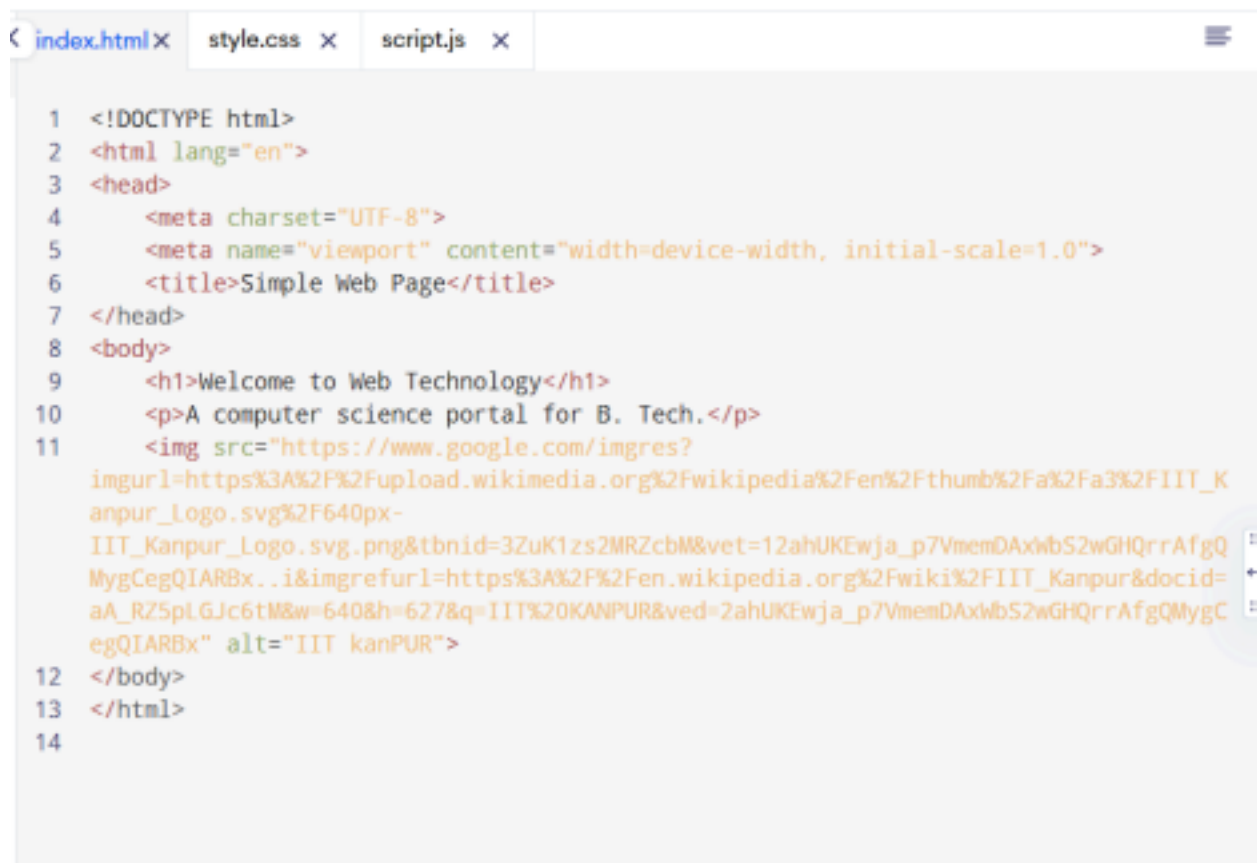 index.html× style.css × script.js ×
1 <!DOCTYPE html>
2 <html lang="en">
3 <head>
4     <meta charset="UTF-8">
5     <meta name="viewport" content="width=device-width, initial-scale=1.0">
6     <title>Simple Web Page</title>
7 </head>
8 <body>
9     <h1>Welcome to Web Technology</h1>
10     <p>A computer science portal for B. Tech.</p>
11     <img src="https://www.google.com/imgres?
imgurl=https%3A%2F%2Fupload.wikimedia.org%2Fwikipedia%2Fen%2Fthumb%2Fa%2Fa3%2FIIT_K
anpur_Logo.svg%2F640px-
IIT_Kanpur_Logo.svg.png&tbnid=3ZuK1zs2MRZcbM&vet=12ahUKEwja_p7VmemDAxWbS2wGHQrrAfgQ
MygCegQIARBx..i&imgrefurl=https%3A%2F%2Fen.wikipedia.org%2Fwiki%2FIIT_Kanpur&docid=
aA_RZ5pLGJc6tM&w=640&h=627&q=IIT%20KANPUR&ved=2ahUKEwja_p7VmemDAxWbS2wGHQrrAfgQMygC
egQIARBx" alt="IIT kanPUR">
12 </body>
13 </html>
14